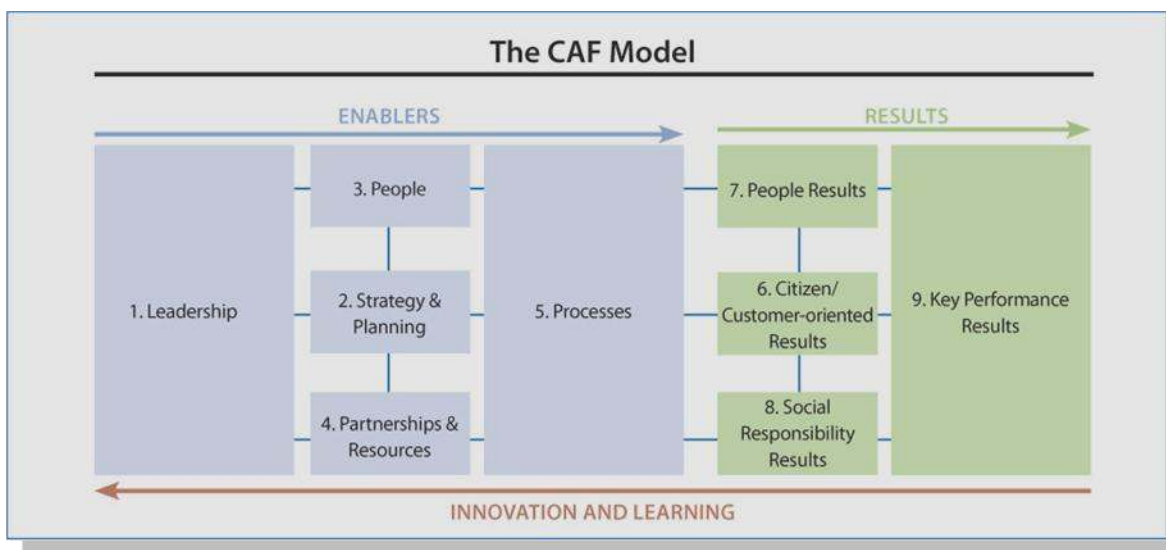 The CAF Model
ENABLERS
RESULTS
1. Leadership
3. People
2. Strategy &
Planning
4. Partnerships &
Resources
5. Processes
7. People Results
6. Citizen/
Customer-oriented
Results
8. Social
Responsibility
Results
9. Key Performance
Results
INNOVATION AND LEARNING